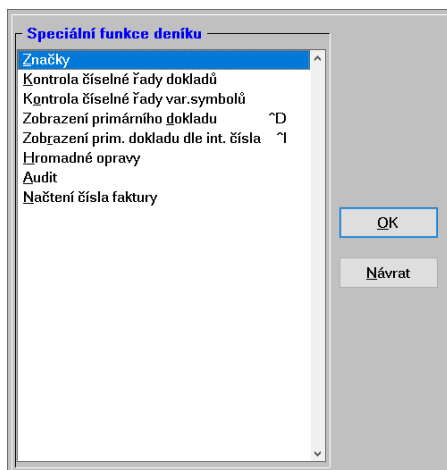 Speciální funkce deníku
Značky
Kontrola číselné řady dokladů
Kontrola číselné řady var.symbolů
Zobrazení primárního dokladu ^D
Zobrazení prim. dokladu dle int. čísla ^I
Hromadné opravy
Audit
Načtení čísla faktury
OK
Návrat